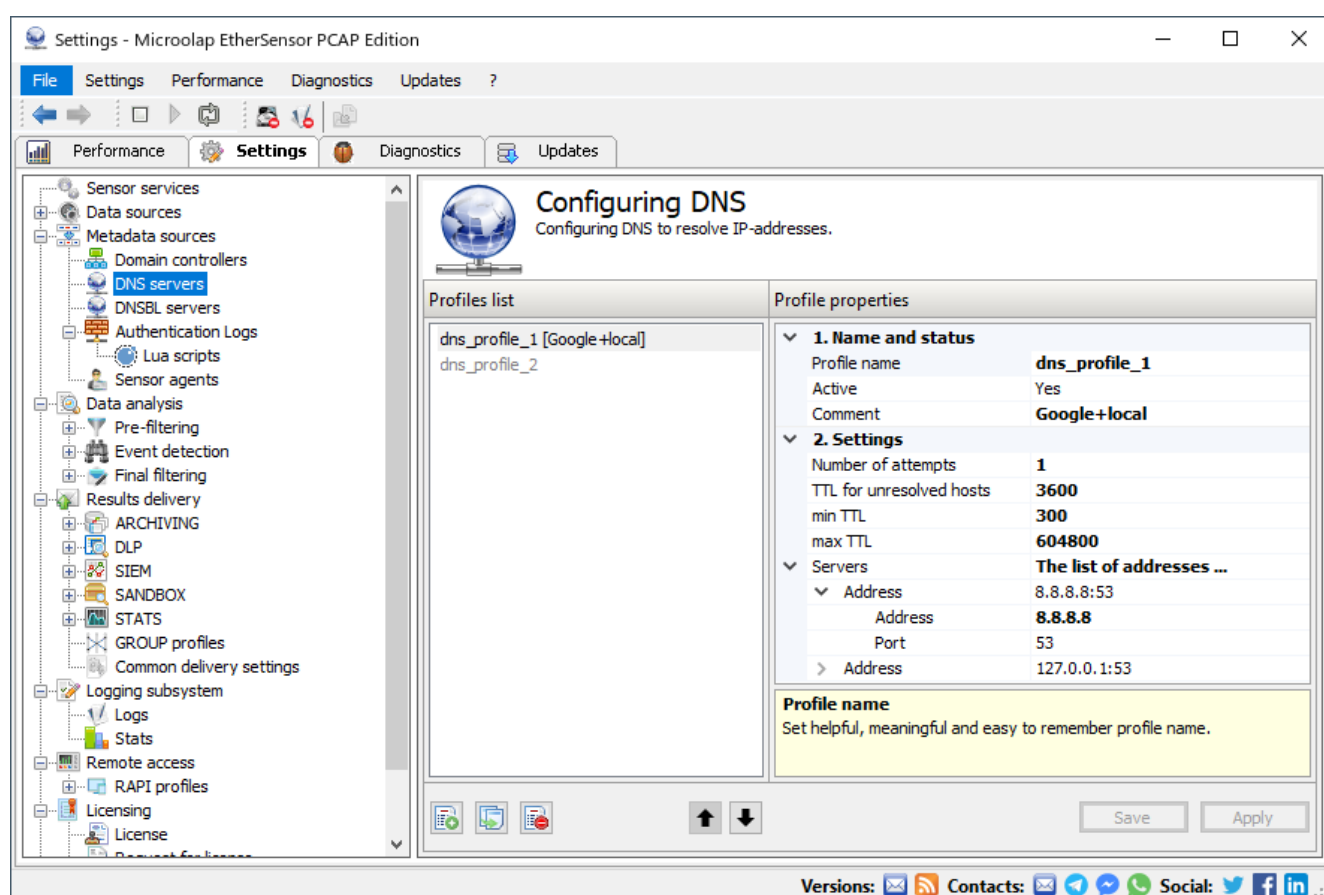 Settings - Microolap EtherSensor PCAP Edition
File Settings Performance Diagnostics Updates ?
Performance Settings Diagnostics Updates
Sensor services
Data sources
Metadata sources
Domain controllers
DNS servers
DNSBL servers
Authentication Logs
Lua scripts
Sensor agents
Data analysis
Pre-filtering
Event detection
Final filtering
Results delivery
ARCHIVING
DLP
SIEM
SANDBOX
STATS
GROUP profiles
Common delivery settings
Logging subsystem
Logs
Stats
Remote access
RAPI profiles
Licensing
License
Request for license
Configuring DNS
Configuring DNS to resolve IP-addresses.
Profiles list
dns_profile_1 [Google+local]
dns_profile_2
Profile properties
1. Name and status
Profile name dns_profile_1
Active Yes
Comment Google+local
2. Settings
Number of attempts 1
TTL for unresolved hosts 3600
min TTL 300
max TTL 604800
Servers The list of addresses ...
Address 8.8.8.8:53
Address 8.8.8.8
Port 53
Address 127.0.0.1:53
Profile name
Set helpful, meaningful and easy to remember profile name.
Save Apply
Versions: Contacts: Social: